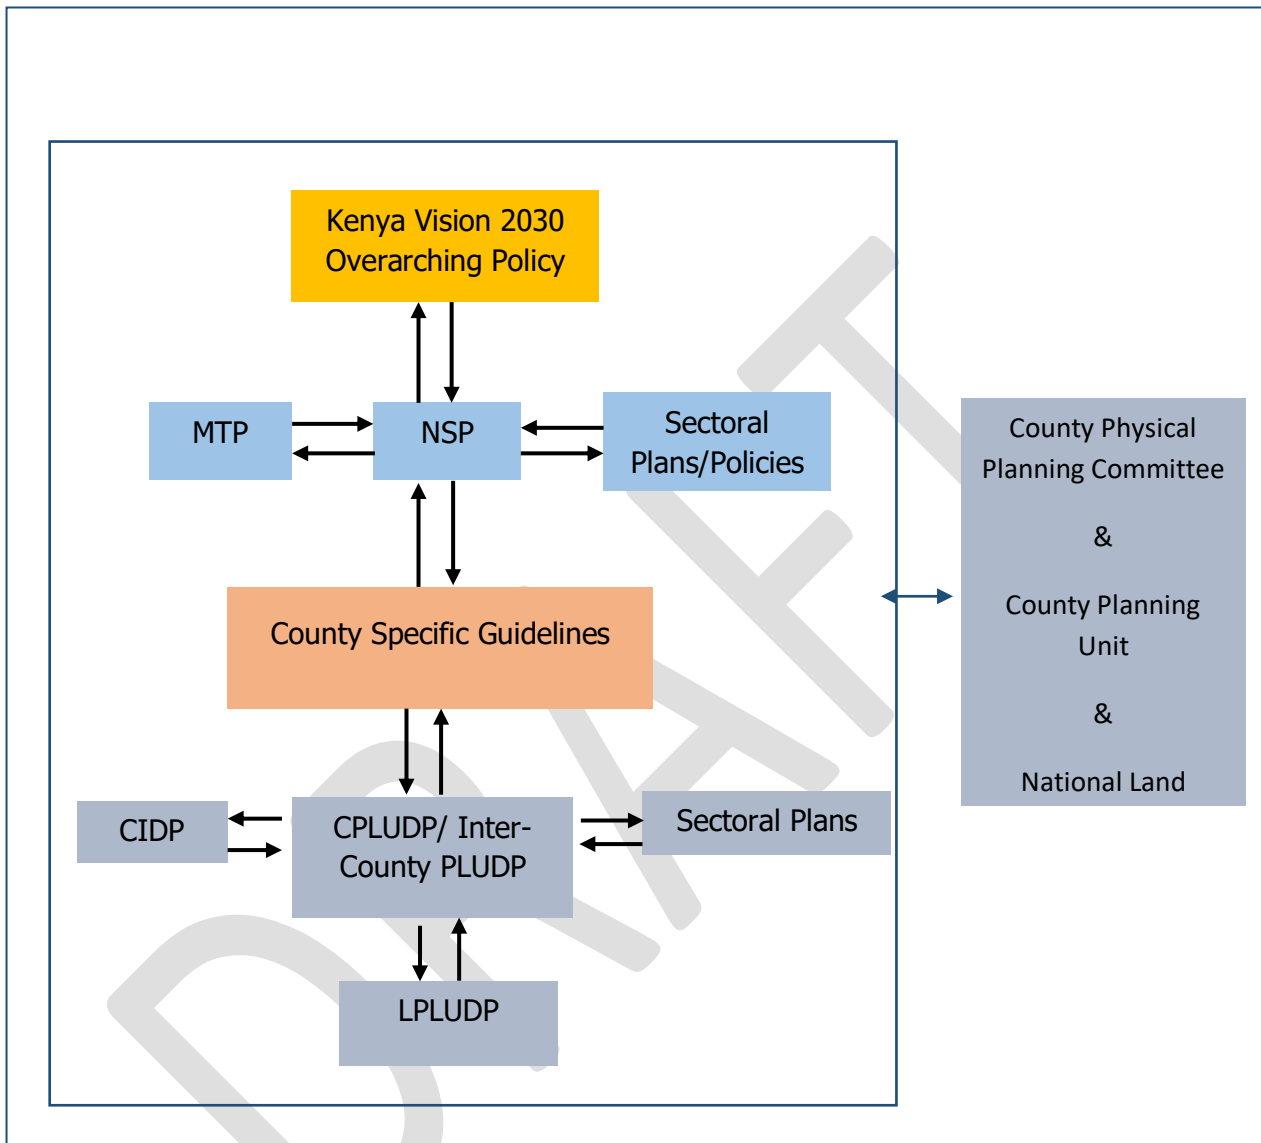 Kenya Vision 2030
Overarching Policy
MTP
NSP
Sectoral
Plans/Policies
County Specific Guidelines
CIDP
CPLUDP/ Inter-
County PLUDP
Sectoral Plans
LPLUDP
County Physical
Planning Committee
&
County Planning
Unit
&
National Land
DRAFT